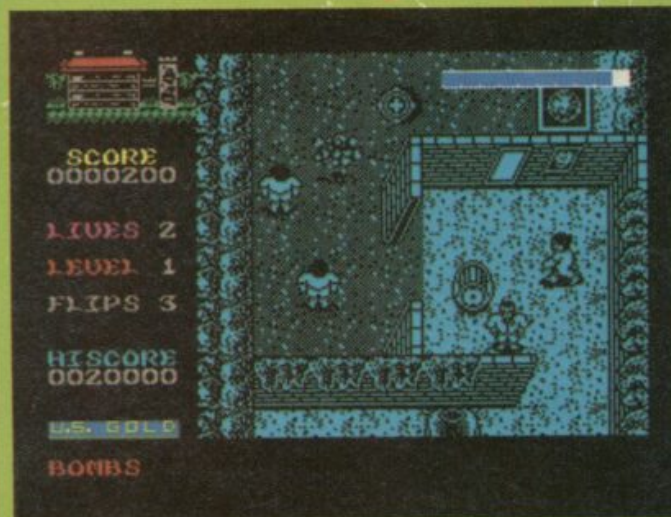 SCORE
0000200
LIVES 2
LEVEL 1
FLIPS 3
HISCORE
0020000
U.S. GOLD
BOMBS